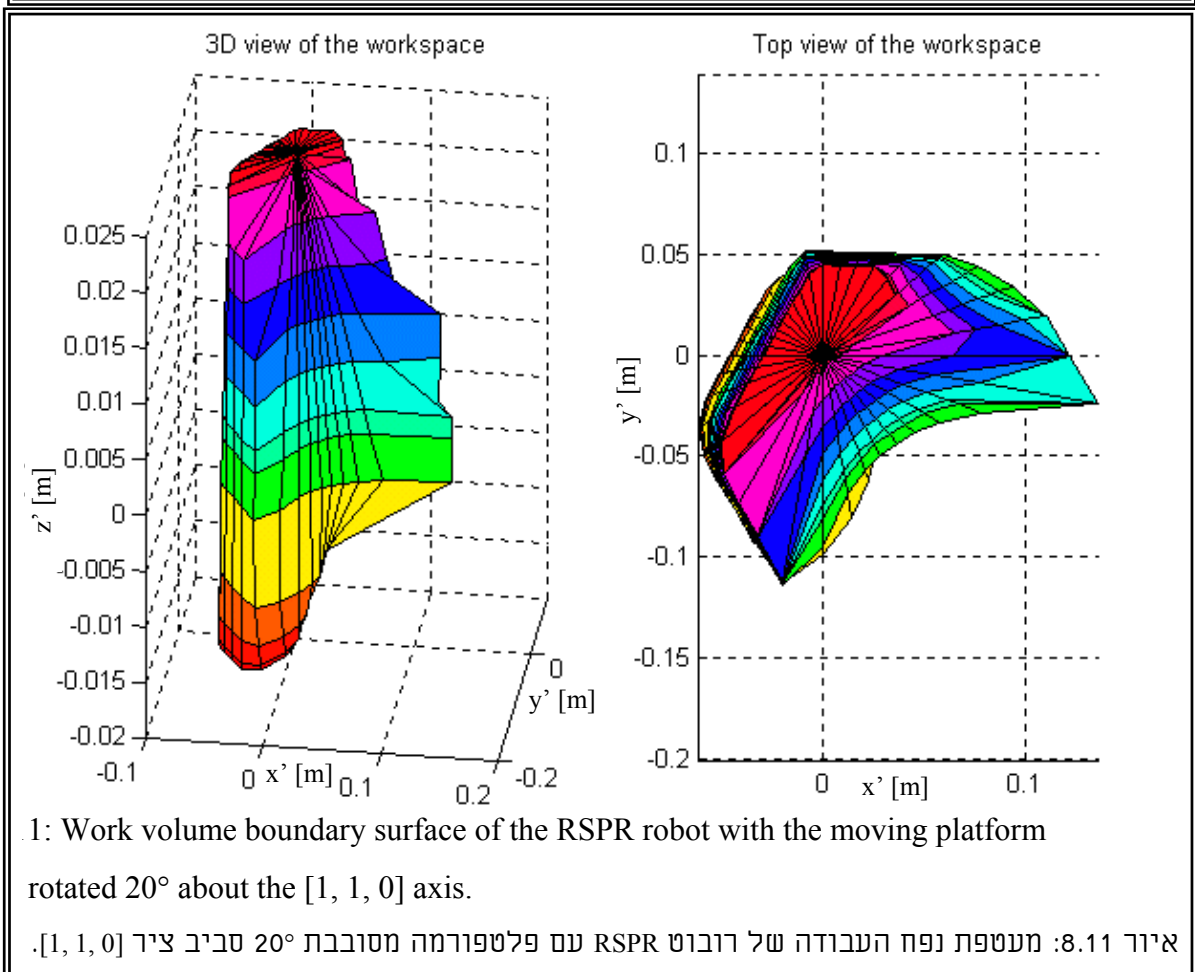 3D view of the workspace
0.025
0.02
0.015
0.01
0.005
0
-0.005
-0.01
-0.015
-0.02
z’ [m]
-0.1
0
x’ [m]
0.1
0.2
-0.2
0
y’ [m]
Top view of the workspace
0.1
0.05
0
-0.05
-0.1
-0.15
-0.2
y’ [m]
0
x’ [m]
0.1
.1: Work volume boundary surface of the RSPR robot with the moving platform
rotated 20° about the [1, 1, 0] axis.
איור 8.11: מעטפת נפח העבודה של רובוט RSPR עם פלטפורמה מסובבת 20° סביב ציר [1, 1, 0].